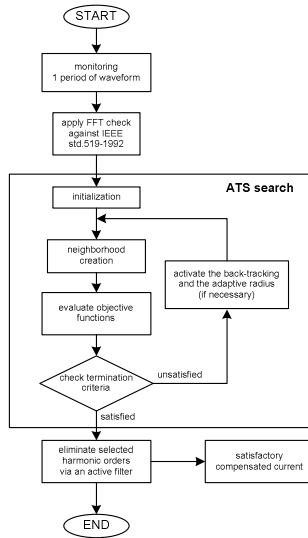 START
monitoring
1 period of waveform
apply FFT check
against IEEE
std.519-1992
ATS search
initialization
neighborhood
creation
activate the back-tracking
and the adaptive radius
(if necessary)
evaluate objective
functions
check termination
criteria
unsatisfied
satisfied
eliminate selected
harmonic orders
via an active filter
satisfactory
compensated current
END